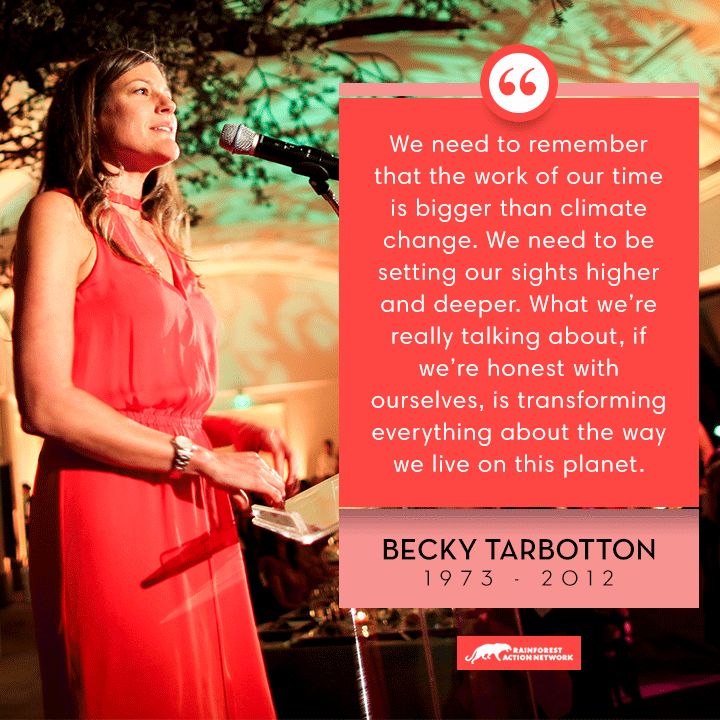 “
We need to remember
that the work of our time
is bigger than climate
change. We need to be
setting our sights higher
and deeper. What we’re
really talking about, if
we’re honest with
ourselves, is transforming
everything about the way
we live on this planet.
BECKY TARBOTTON
1973 - 2012
RAINFOREST
ACTION NETWORK